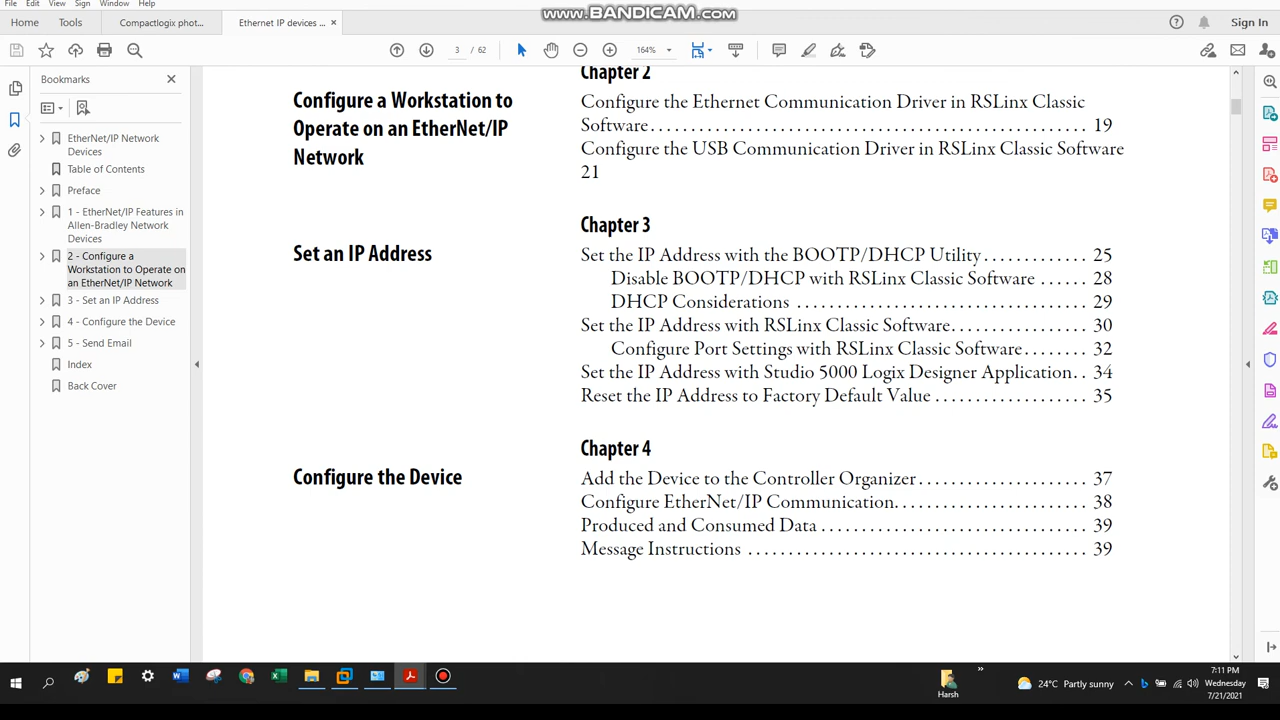 File Edit View Sign Window Help
www.BANDICAM.com
Home Tools Compactlogix phot... Ethernet IP devices ... × Sign In
3 / 62 164%
Bookmarks
EtherNet/IP Network
Devices
Table of Contents
Preface
1 - EtherNet/IP Features in
Allen-Bradley Network
Devices
2 - Configure a
Workstation to Operate on
an EtherNet/IP Network
3 - Set an IP Address
4 - Configure the Device
5 - Send Email
Index
Back Cover
Chapter 2
Configure a Workstation to
Operate on an EtherNet/IP
Network
Configure the Ethernet Communication Driver in RSLinx Classic
Software. . . . . . . . . . . . . . . . . . . . . . . . . . . . . . . . . . . . . . . . . . 19
Configure the USB Communication Driver in RSLinx Classic Software
21
Chapter 3
Set an IP Address
Set the IP Address with the BOOTP/DHCP Utility. . . . . . . . . . . . . 25
Disable BOOTP/DHCP with RSLinx Classic Software . . . . . . 28
DHCP Considerations . . . . . . . . . . . . . . . . . . . . . . . . . . . . . 29
Set the IP Address with RSLinx Classic Software. . . . . . . . . . . . . . . 30
Configure Port Settings with RSLinx Classic Software. . . . . . . 32
Set the IP Address with Studio 5000 Logix Designer Application. . 34
Reset the IP Address to Factory Default Value . . . . . . . . . . . . . . . . 35
Chapter 4
Configure the Device
Add the Device to the Controller Organizer . . . . . . . . . . . . . . . . . . 37
Configure EtherNet/IP Communication. . . . . . . . . . . . . . . . . . . . 38
Produced and Consumed Data . . . . . . . . . . . . . . . . . . . . . . . . . . . 39
Message Instructions . . . . . . . . . . . . . . . . . . . . . . . . . . . . . . . . . 39
Harsh
24°C Partly sunny
7:11 PM
Wednesday
7/21/2021